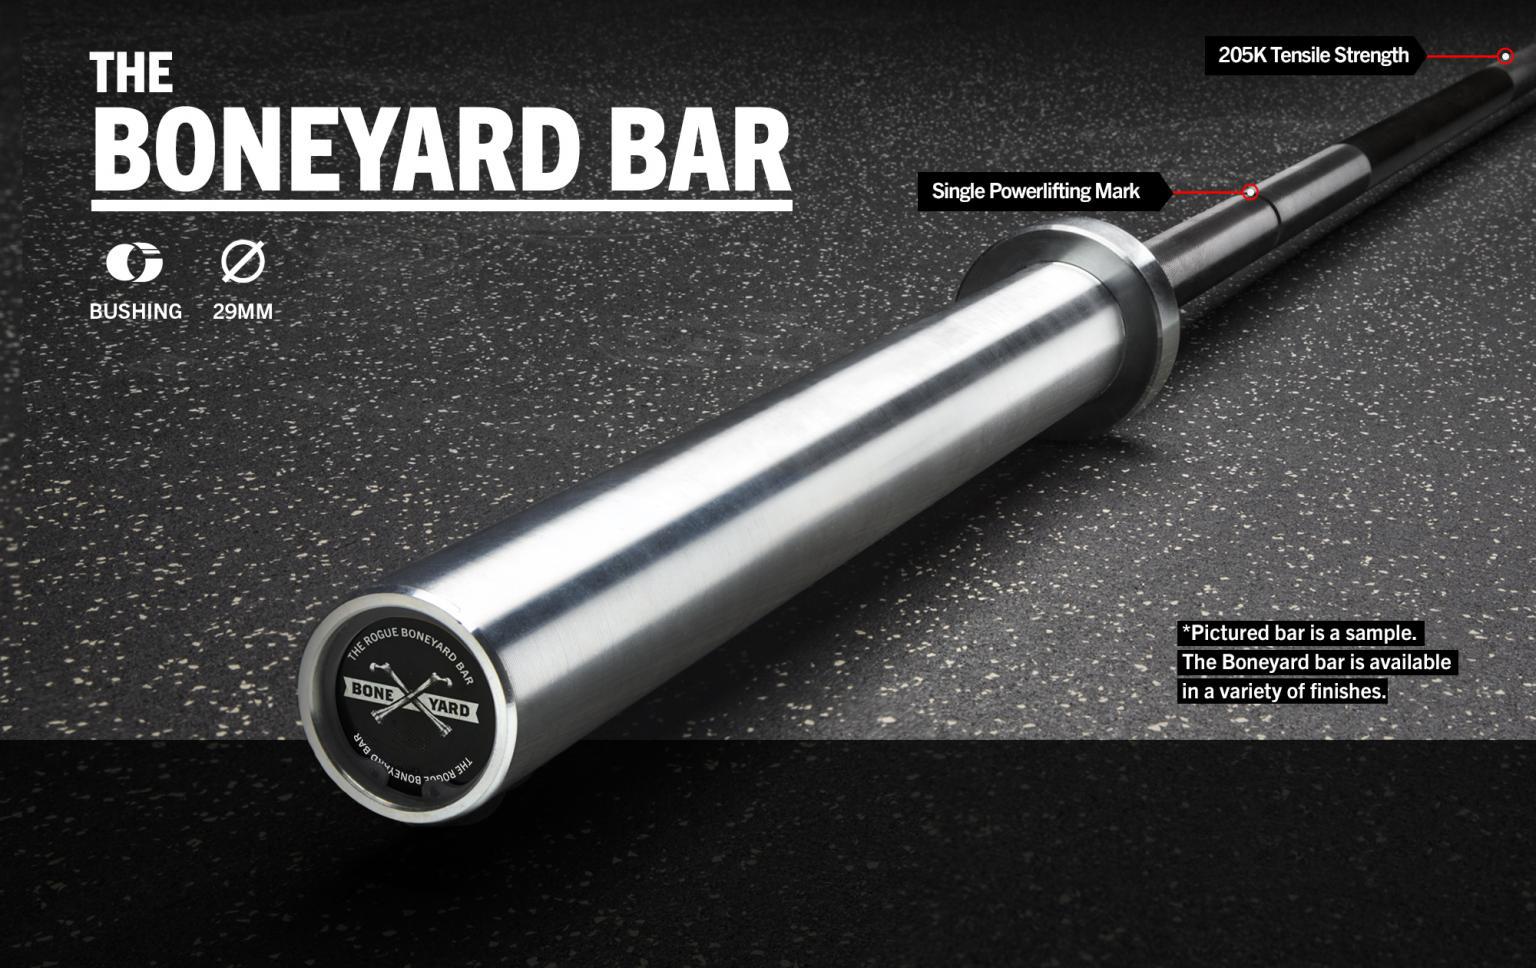 THE
BONEYARD BAR
BUSHING
29MM
205K Tensile Strength
Single Powerlifting Mark
*Pictured bar is a sample.
The Boneyard bar is available
in a variety of finishes.
THE ROGUE BONEYARD BAR
BONE YARD
THE ROGUE BONEYARD BAR